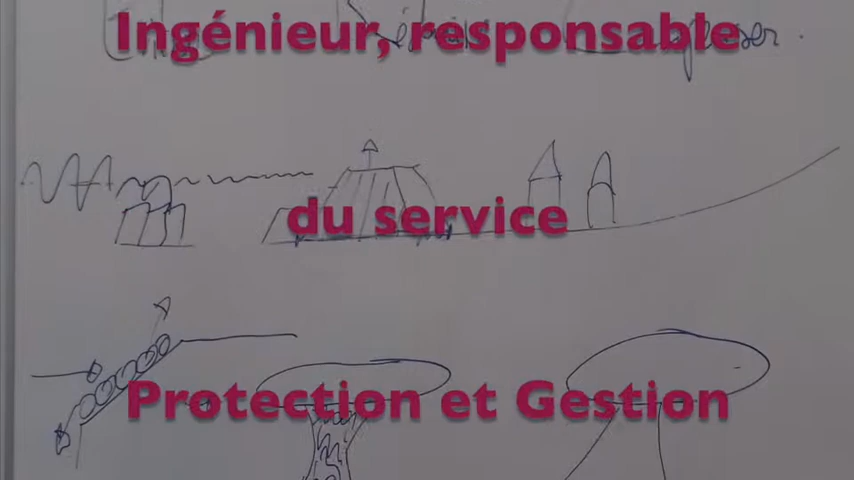 Ingénieur, responsable
du service
Protection et Gestion